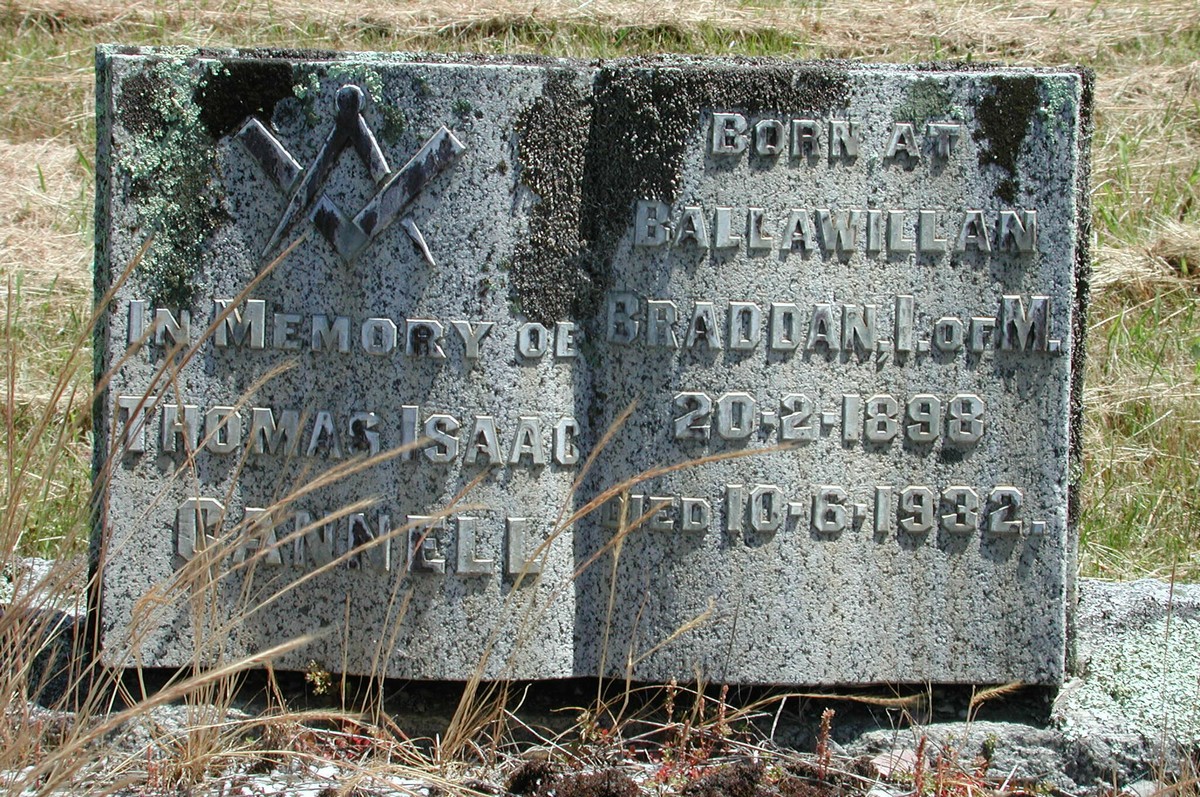 IN MEMORY OF
THOMAS ISAAC
CANNELL
BORN AT
BALLAWILLAN
BRADDAN, I. OF M.
20-2-1898
DIED 10-6-1932.